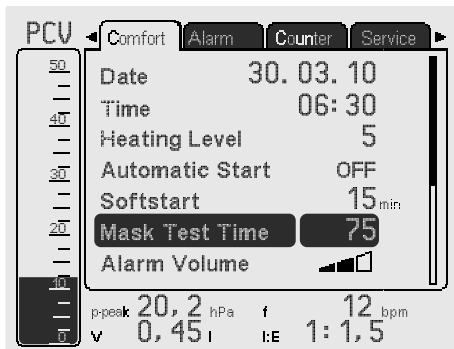 PCV Comfort Alarm Counter Service
50
40
30
20
10
0
Date 30. 03. 10
Time 06:30
Heating Level 5
Automatic Start OFF
Softstart 15 min
Mask Test Time 75
Alarm Volume
p-peak 20,2 hPa f 12 bpm
V 0,45 l I:E 1:1,5